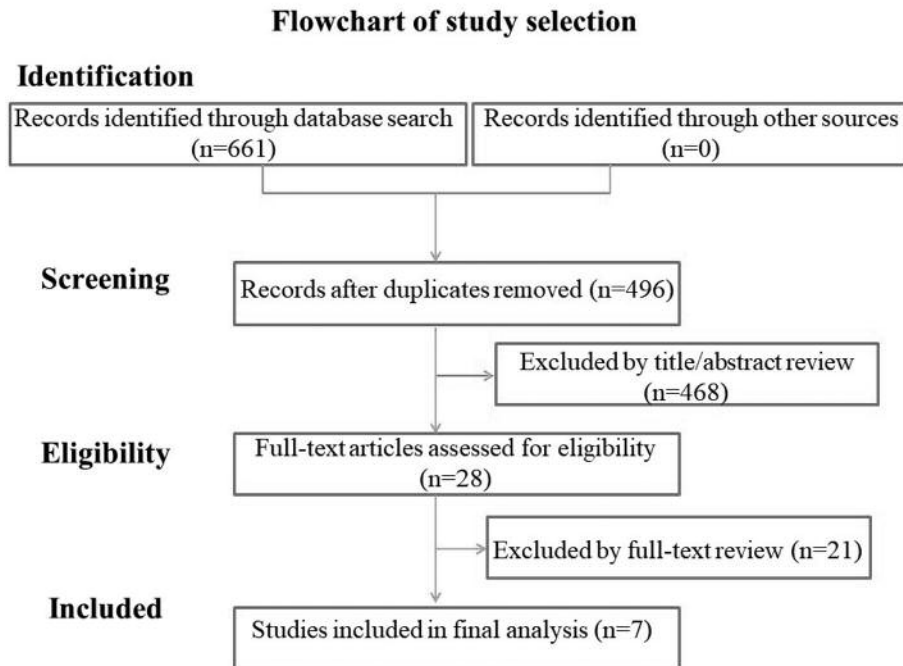 Flowchart of study selection
Identification
Records identified through database search
(n=661)
Records identified through other sources
(n=0)
Screening
Records after duplicates removed (n=496)
Excluded by title/abstract review
(n=468)
Eligibility
Full-text articles assessed for eligibility
(n=28)
Excluded by full-text review (n=21)
Included
Studies included in final analysis (n=7)